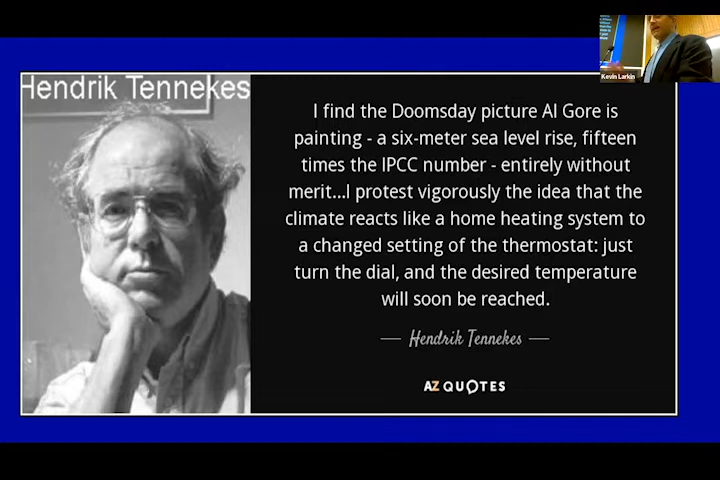 Kevin Larkin
Hendrik Tennekes
I find the Doomsday picture Al Gore is
painting - a six-meter sea level rise, fifteen
times the IPCC number - entirely without
merit...I protest vigorously the idea that the
climate reacts like a home heating system to
a changed setting of the thermostat: just
turn the dial, and the desired temperature
will soon be reached.
Hendrik Tennekes
AZ QUOTES